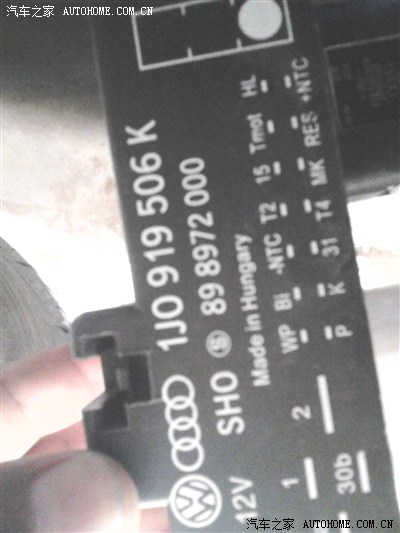 汽车之家 AUTOHOME.COM.CN
1J0 919 506 K
SHO S 89 8972 000
12V Made in Hungary
WP Bi -NTC T2 15 Tmot HL
P K 31 T4 MK RES +NTC
1 2
30b
汽车之家 AUTOHOME.COM.CN